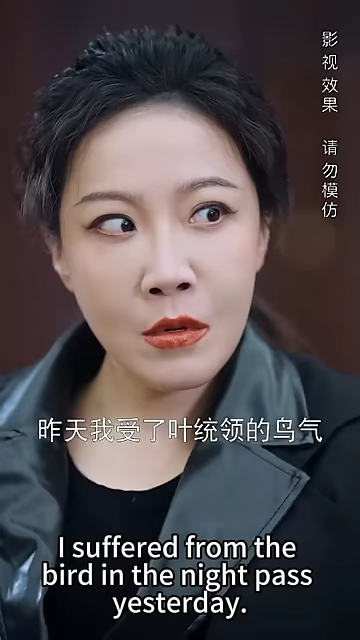 影视效果 请勿模仿
昨天我受了叶统领的鸟气
I suffered from the
bird in the night pass
yesterday.